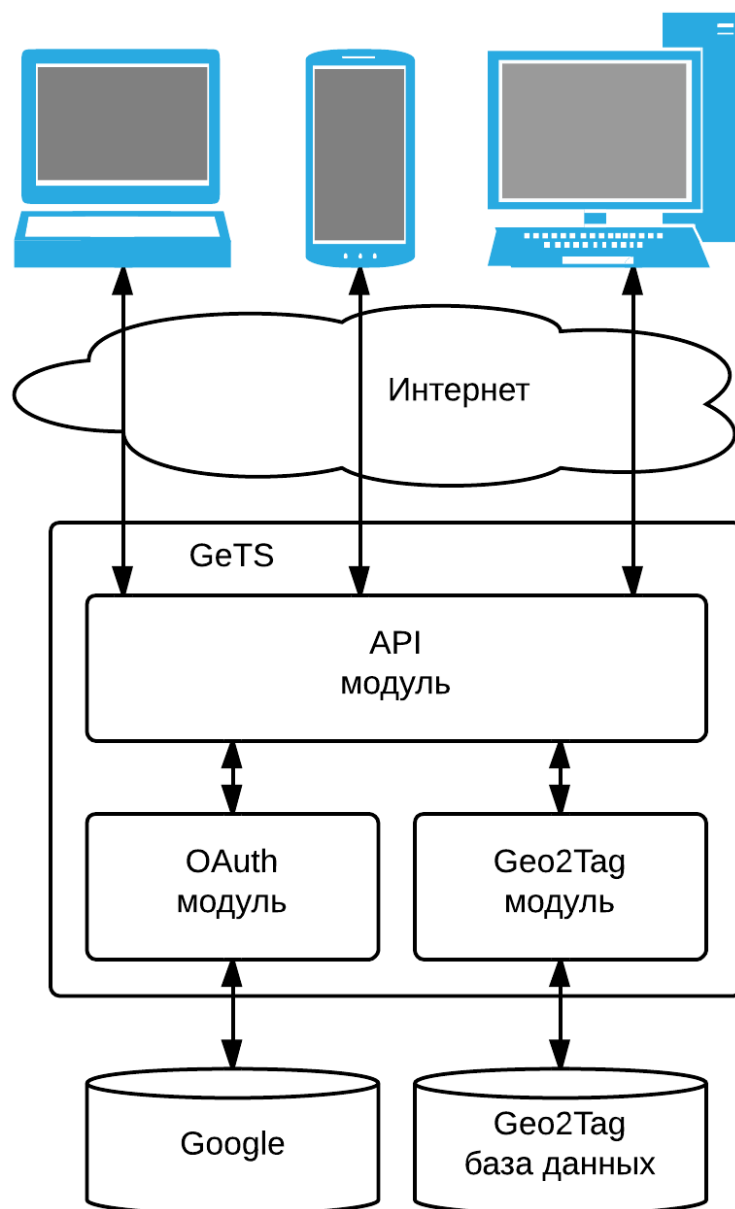 Интернет
GeTS
API
модуль
OAuth
модуль
Geo2Tag
модуль
Google
Geo2Tag
база данных